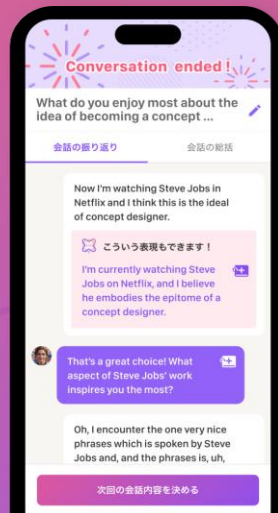 Conversation ended!
What do you enjoy most about the
idea of becoming a concept ...
会話の振り返り
会話の総括
Now I'm watching Steve Jobs in
Netflix and I think this is the ideal
of concept designer.
こういう表現もできます！
I'm currently watching Steve
Jobs on Netflix, and I believe
he embodies the epitome of a
concept designer.
That's a great choice! What
aspect of Steve Jobs' work
inspires you the most?
Oh, I encounter the one very nice
phrases which is spoken by Steve
Jobs and, and the phrases is, uh,
次回の会話内容を決める